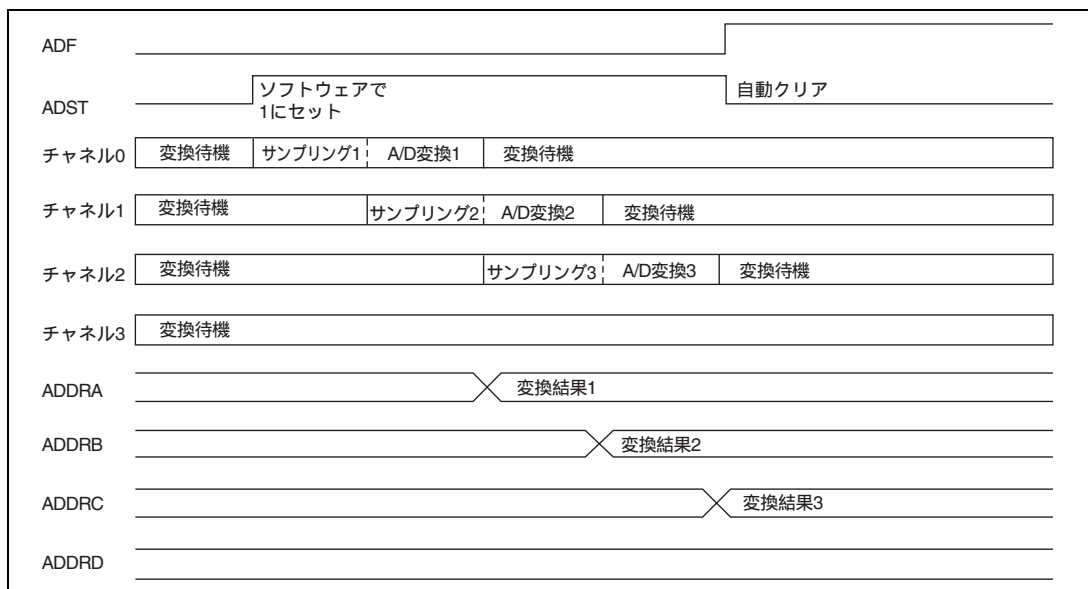 ADF
ADST
ソフトウェアで
1にセット
自動クリア
チャネル0 変換待機 サンプリング1 A/D変換1 変換待機
チャネル1 変換待機 サンプリング2 A/D変換2 変換待機
チャネル2 変換待機 サンプリング3 A/D変換3 変換待機
チャネル3 変換待機
ADDRA 変換結果1
ADDRB 変換結果2
ADDRC 変換結果3
ADDRD